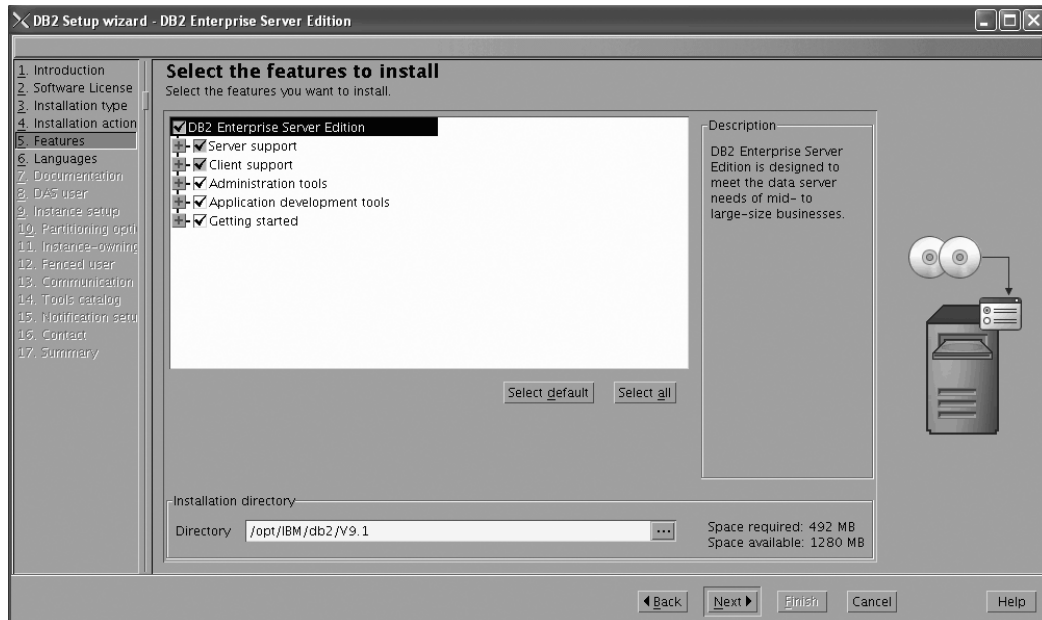 DB2 Setup wizard - DB2 Enterprise Server Edition
1. Introduction
2. Software License
3. Installation type
4. Installation action
5. Features
6. Languages
7. Documentation
8. DAS user
9. Instance setup
10. Partitioning opti
11. Instance-owning
12. Fenced user
13. Communication
14. Tools catalog
15. Notification setu
16. Contact
17. Summary
Select the features to install
Select the features you want to install.
DB2 Enterprise Server Edition
Server support
Client support
Administration tools
Application development tools
Getting started
Select default
Select all
Description
DB2 Enterprise Server
Edition is designed to
meet the data server
needs of mid- to
large-size businesses.
Installation directory
Directory /opt/IBM/db2/V9.1 ...
Space required: 492 MB
Space available: 1280 MB
Back Next Finish Cancel Help